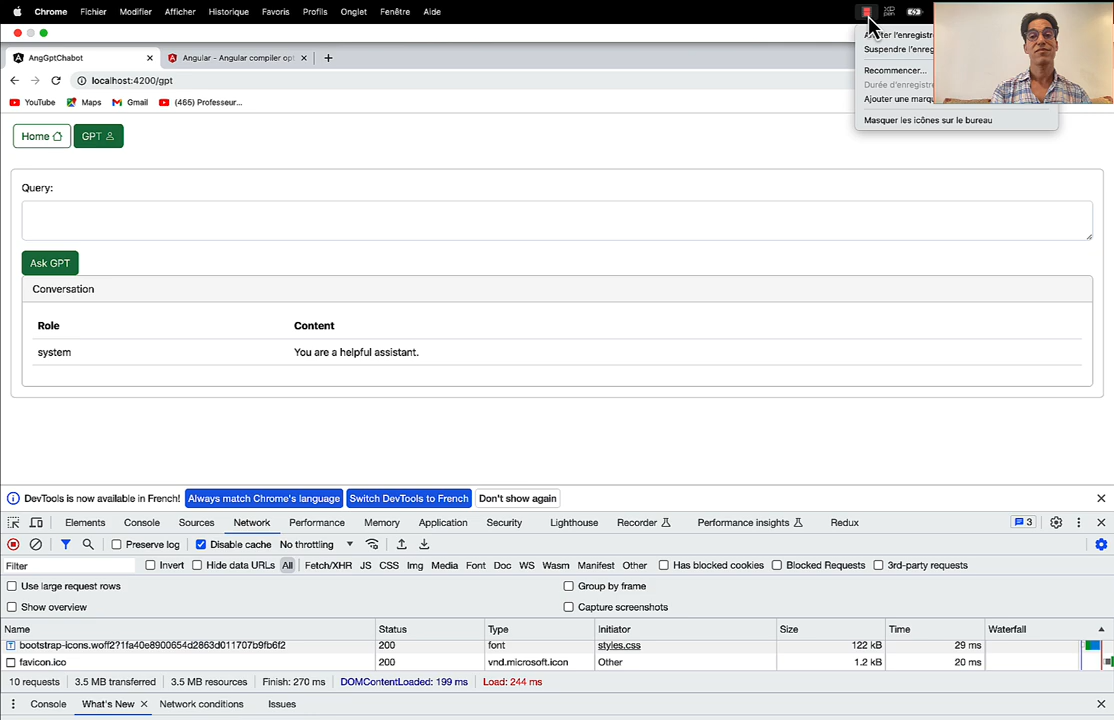 Chrome Fichier Modifier Afficher Historique Favoris Profils Onglet Fenêtre Aide
AngGptChabot
Angular - Angular compiler opt
localhost:4200/gpt
YouTube Maps Gmail (465) Professeur...
l'enregistre
Suspendre l'enreg
Recommencer...
Durée d'enregistre
Ajouter une marqu
Masquer les icônes sur le bureau
Home GPT
Query:
Ask GPT
Conversation
Role Content
system You are a helpful assistant.
DevTools is now available in French! Always match Chrome's language Switch DevTools to French Don't show again
Elements Console Sources Network Performance Memory Application Security Lighthouse Recorder Performance insights Redux 3
Preserve log Disable cache No throttling
Filter Invert Hide data URLs All Fetch/XHR JS CSS Img Media Font Doc WS Wasm Manifest Other Has blocked cookies Blocked Requests 3rd-party requests
Use large request rows Group by frame
Show overview Capture screenshots
Name Status Type Initiator Size Time Waterfall
bootstrap-icons.woff2?1fa40e8900654d2863d011707b9fb6f2 200 font styles.css 122 kB 29 ms
favicon.ico 200 vnd.microsoft.icon Other 1.2 kB 20 ms
10 requests 3.5 MB transferred 3.5 MB resources Finish: 270 ms DOMContentLoaded: 199 ms Load: 244 ms
Console What's New Network conditions Issues